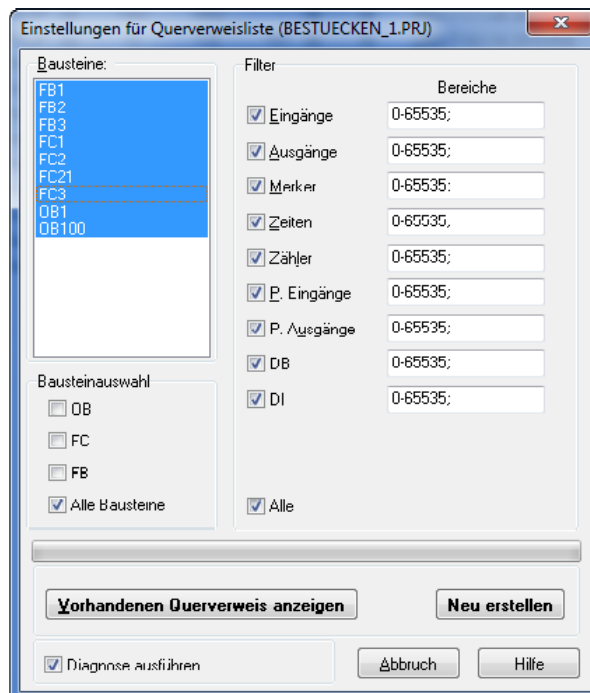 Einstellungen für Querverweisliste (BESTUECKEN_1.PRJ)
Bausteine:
FB1
FB2
FB3
FC1
FC2
FC21
FC3
OB1
OB100
Bausteinauswahl
OB
FC
FB
Alle Bausteine
Filter
Bereiche
Eingänge 0-65535;
Ausgänge 0-65535;
Merker 0-65535;
Zeiten 0-65535;
Zähler 0-65535;
P. Eingänge 0-65535;
P. Ausgänge 0-65535;
DB 0-65535;
DI 0-65535;
Alle
Vorhandenen Querverweis anzeigen
Neu erstellen
Diagnose ausführen
Abbruch
Hilfe